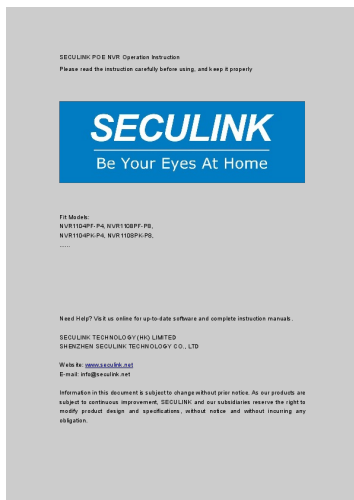 SECULINK POE NVR Operation Instruction
Please read the instruction carefully before using, and keep it properly
SECULINK
Be Your Eyes At Home
Fit Models:
NVR1104PF-P4, NVR1108PF-P8,
NVR1104PK-P4, NVR1108PK-P8,
......
Need Help? Visit us online for up-to-date software and complete instruction manuals.
SECULINK TECHNOLOGY (HK) LIMITED
SHENZHEN SECULINK TECHNOLOGY CO., LTD
Website: www.seculink.net
E-mail: info@seculink.net
Information in this document is subject to change without prior notice. As our products are
subject to continuous improvement, SECULINK and our subsidiaries reserve the right to
modify product design and specifications, without notice and without incurring any
obligation.